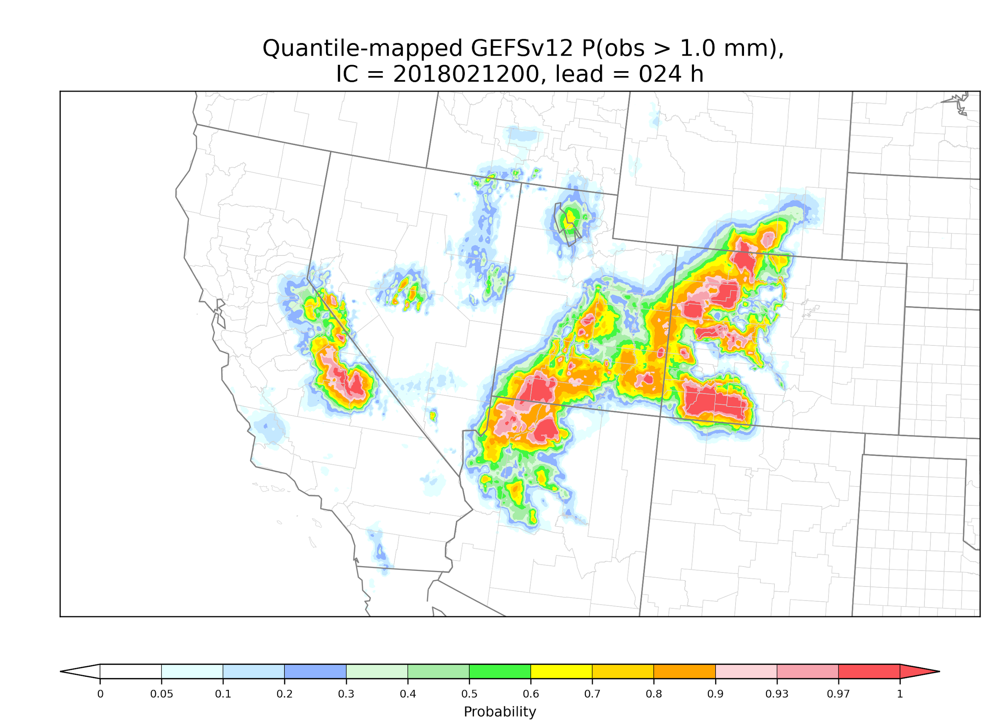 Quantile-mapped GEFSv12 P(obs > 1.0 mm),
IC = 2018021200, lead = 024 h
0 0.05 0.1 0.2 0.3 0.4 0.5 0.6 0.7 0.8 0.9 0.93 0.97 1
Probability